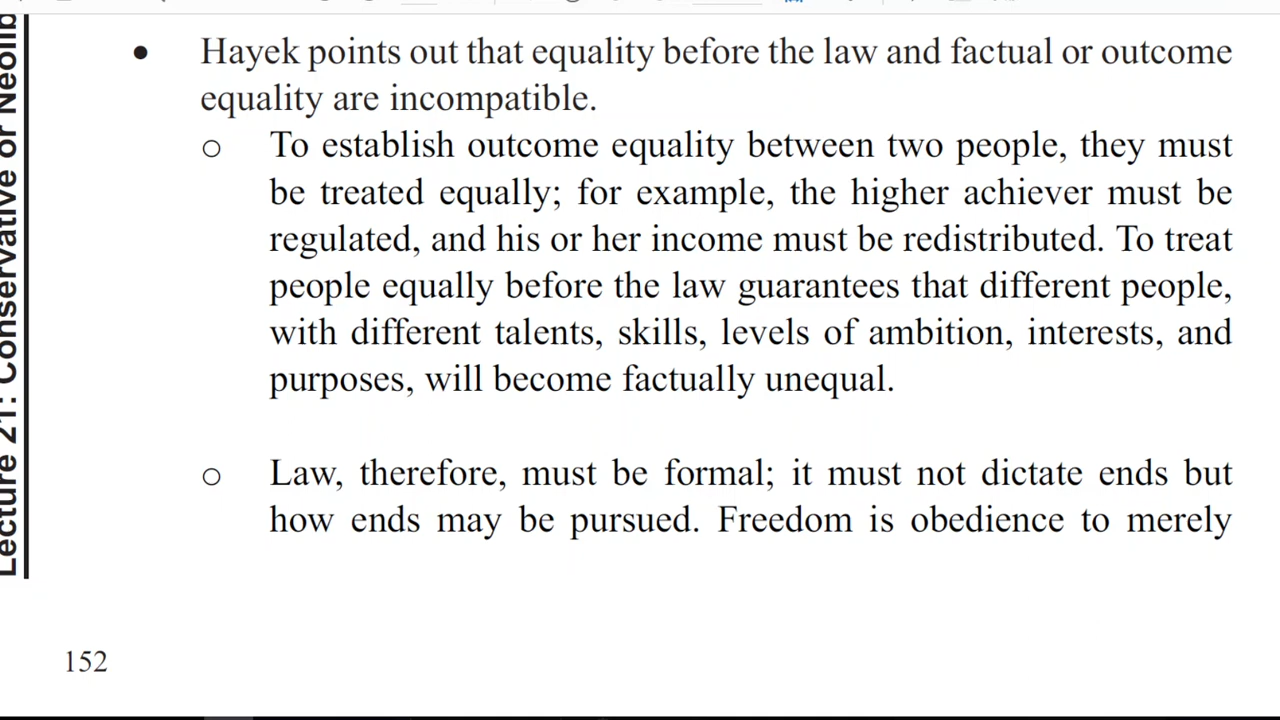 Lecture 21: Conservative or Neolib
• Hayek points out that equality before the law and factual or outcome
equality are incompatible.
o To establish outcome equality between two people, they must
be treated equally; for example, the higher achiever must be
regulated, and his or her income must be redistributed. To treat
people equally before the law guarantees that different people,
with different talents, skills, levels of ambition, interests, and
purposes, will become factually unequal.
o Law, therefore, must be formal; it must not dictate ends but
how ends may be pursued. Freedom is obedience to merely
152